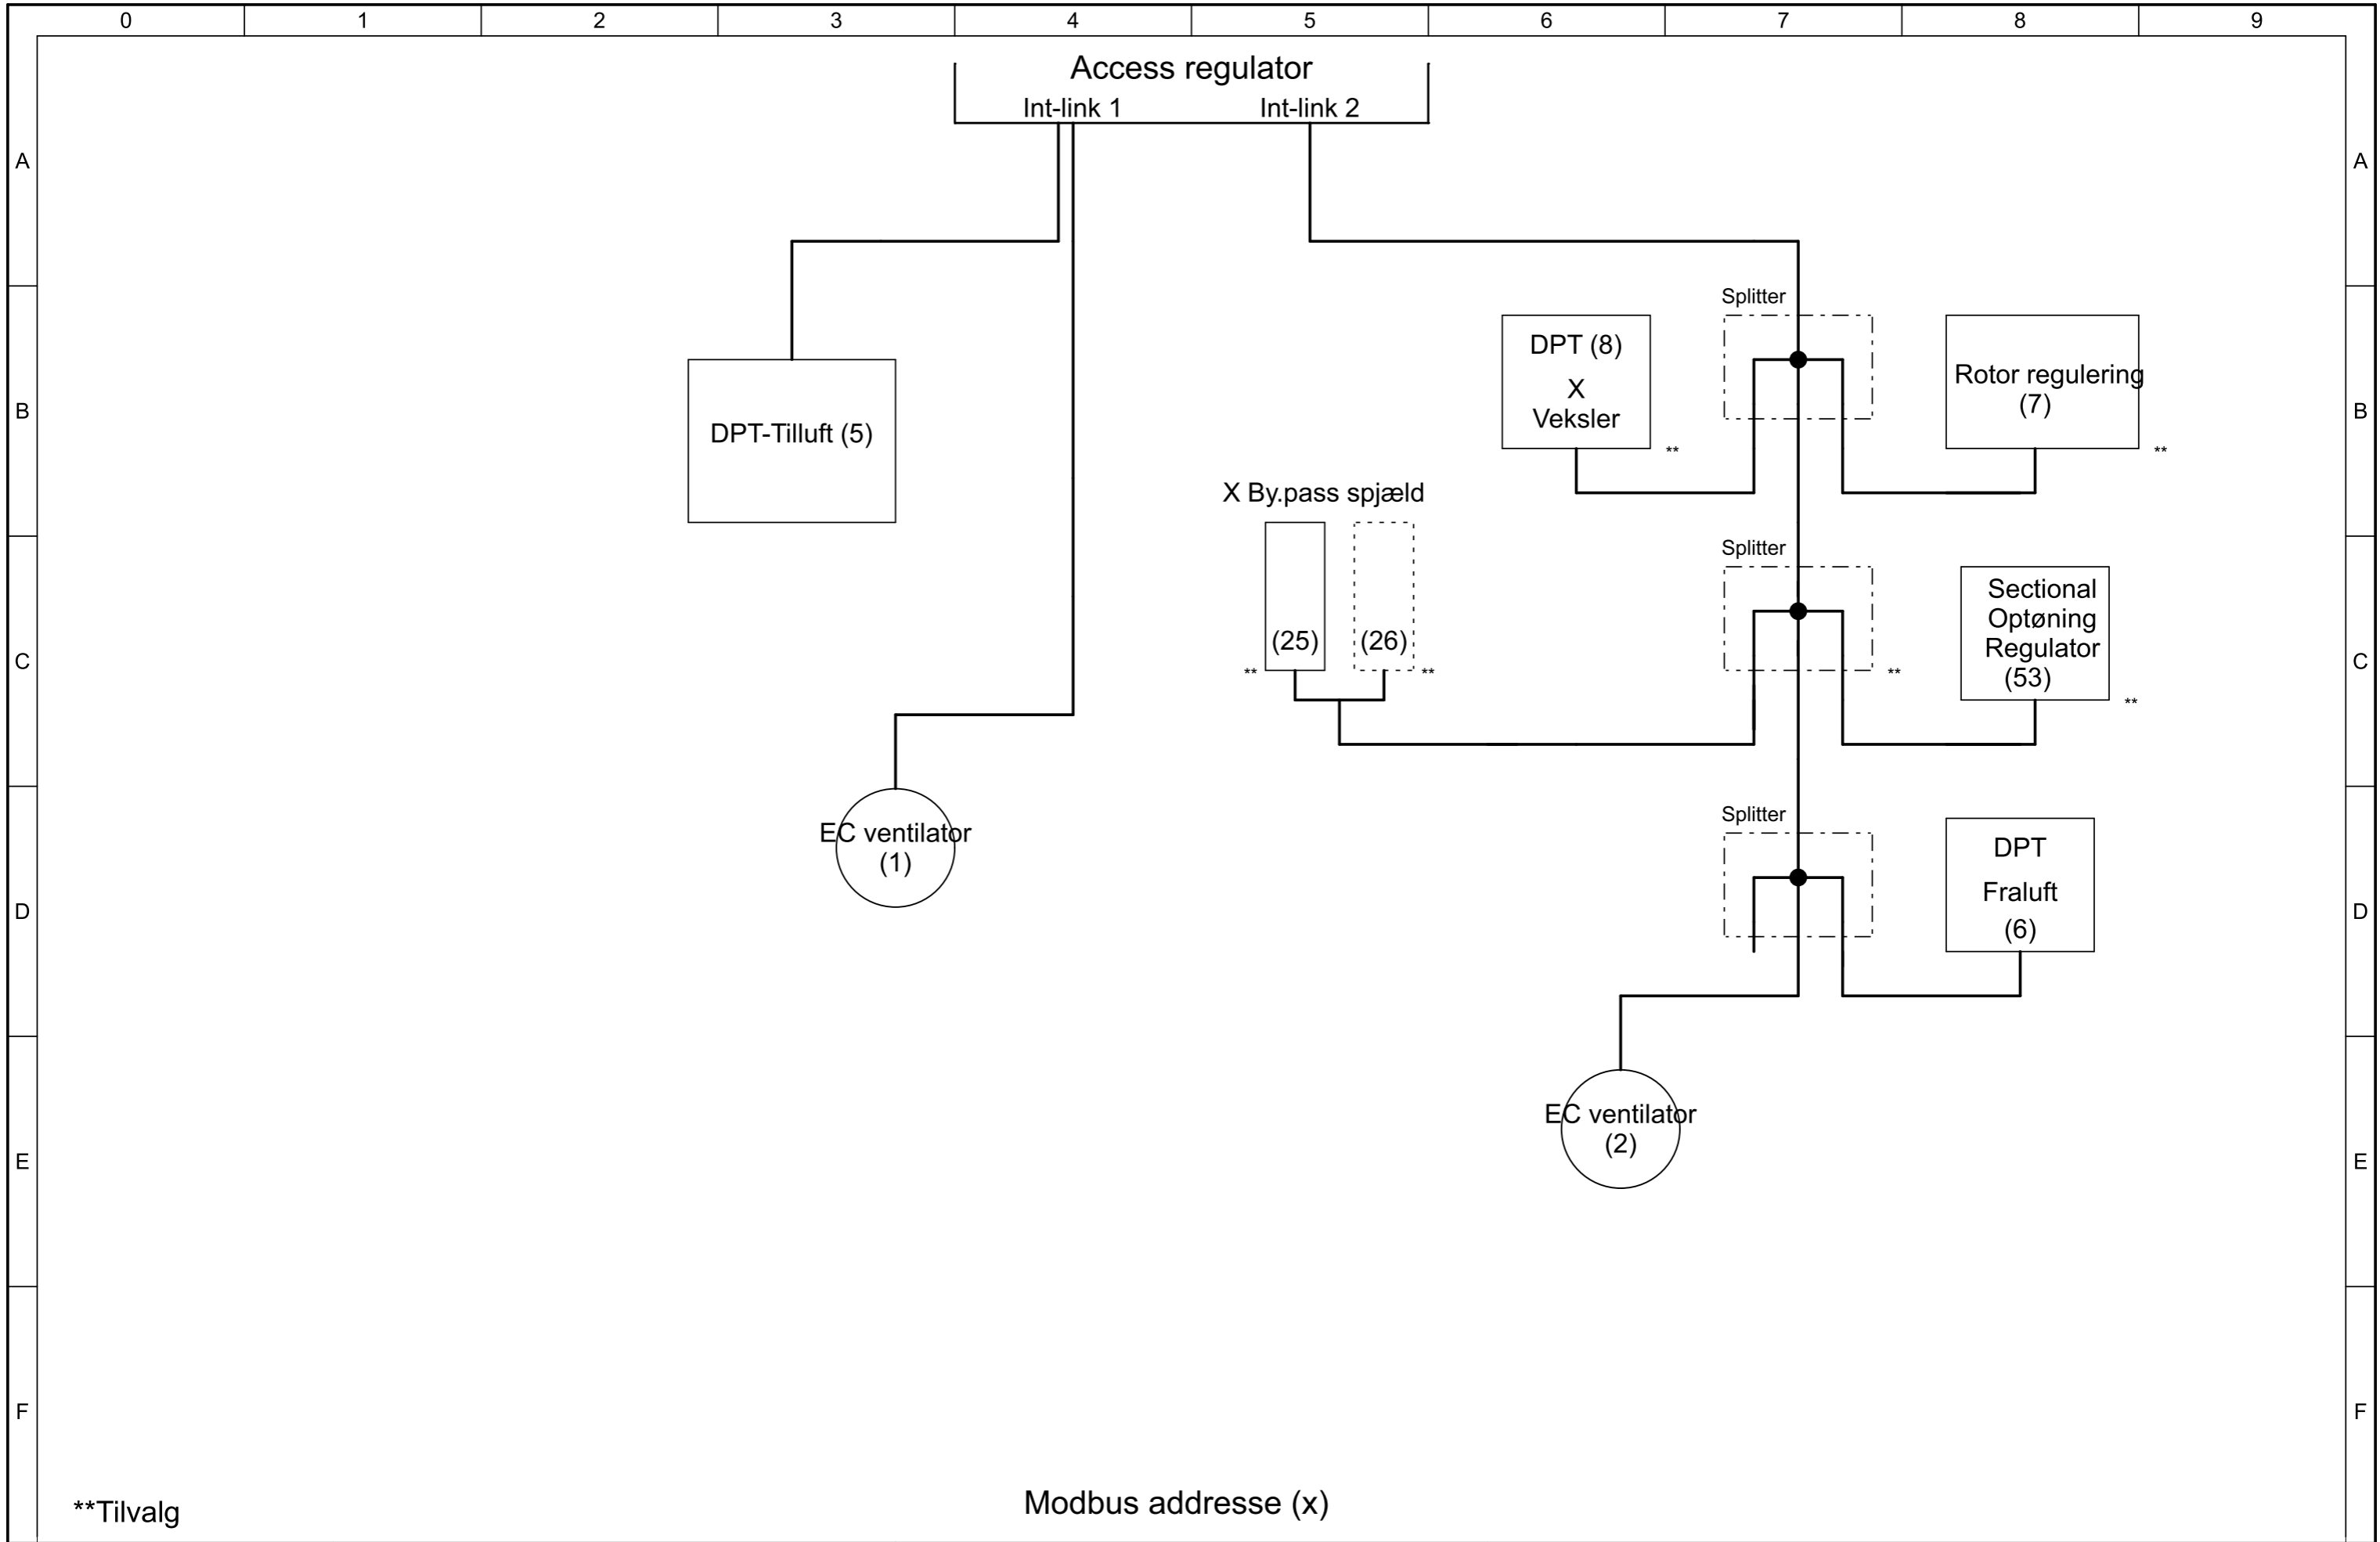 0 1 2 3 4 5 6 7 8 9
Access regulator
Int-link 1 Int-link 2
A A
Splitter
DPT (8)
X
Veksler
**
Rotor regulering
(7)
**
B B
DPT-Tilluft (5)
X By.pass spjæld
(25) (26)
** **
Splitter
**
Sectional
Optøning
Regulator
(53)
**
C C
EC ventilator
(1)
Splitter
DPT
Fraluft
(6)
D D
EC ventilator
(2)
E E
F F
**Tilvalg
Modbus addresse (x)